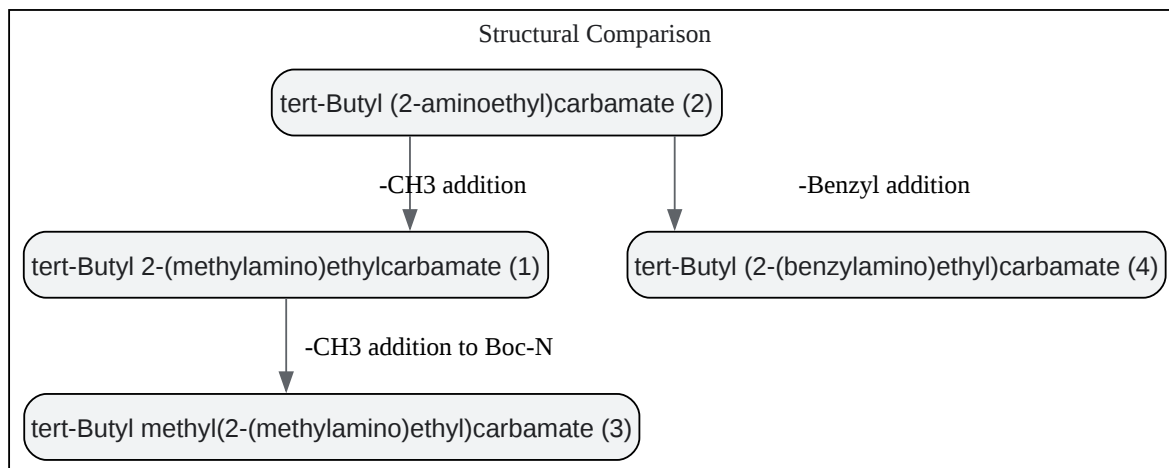 Structural Comparison
tert-Butyl (2-aminoethyl)carbamate (2)
-CH3 addition
-Benzyl addition
tert-Butyl 2-(methylamino)ethylcarbamate (1)
tert-Butyl (2-(benzylamino)ethyl)carbamate (4)
-CH3 addition to Boc-N
tert-Butyl methyl(2-(methylamino)ethyl)carbamate (3)